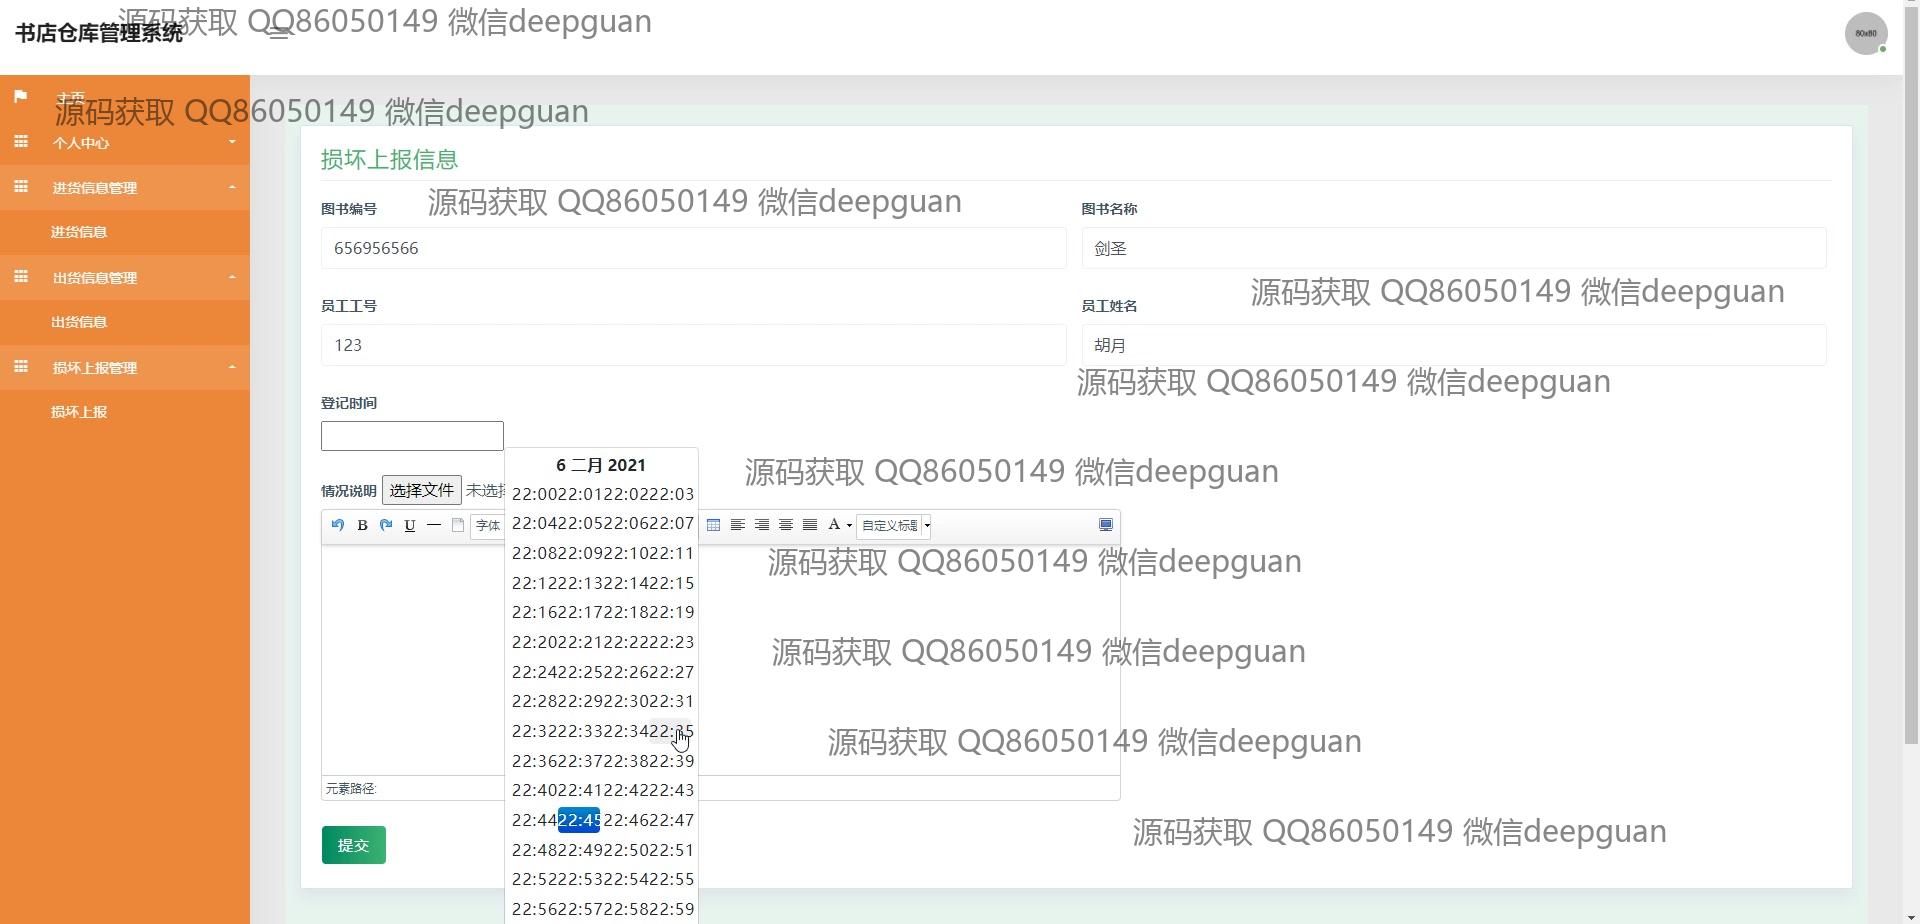 源码获取 QQ86050149 微信deepguan
书店仓库管理系统
80x80
主页
源码获取 QQ86050149 微信deepguan
个人中心
进货信息管理
进货信息
出货信息管理
出货信息
损坏上报管理
损坏上报
损坏上报信息
源码获取 QQ86050149 微信deepguan
图书编号
图书名称
656956566
剑圣
源码获取 QQ86050149 微信deepguan
员工工号
员工姓名
123
胡月
源码获取 QQ86050149 微信deepguan
登记时间
6 二月 2021
源码获取 QQ86050149 微信deepguan
情况说明 选择文件 未选择
22:00 22:01 22:02 22:03
22:04 22:05 22:06 22:07
B U 字体 A 自定义标题
22:08 22:09 22:10 22:11
源码获取 QQ86050149 微信deepguan
22:12 22:13 22:14 22:15
22:16 22:17 22:18 22:19
22:20 22:21 22:22 22:23
源码获取 QQ86050149 微信deepguan
22:24 22:25 22:26 22:27
22:28 22:29 22:30 22:31
22:32 22:33 22:34 22:35
源码获取 QQ86050149 微信deepguan
22:36 22:37 22:38 22:39
22:40 22:41 22:42 22:43
元素路径:
22:44 22:45 22:46 22:47
源码获取 QQ86050149 微信deepguan
提交
22:48 22:49 22:50 22:51
22:52 22:53 22:54 22:55
22:56 22:57 22:58 22:59